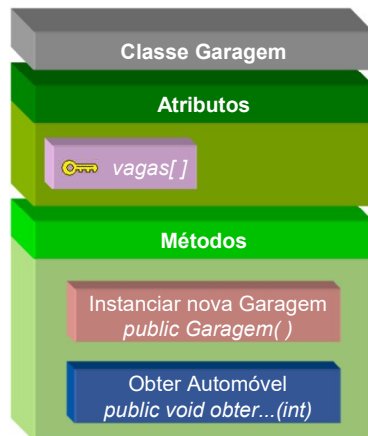 Classe Garagem
Atributos
vagas[ ]
Métodos
Instanciar nova Garagem
public Garagem( )
Obter Automóvel
public void obter...(int)